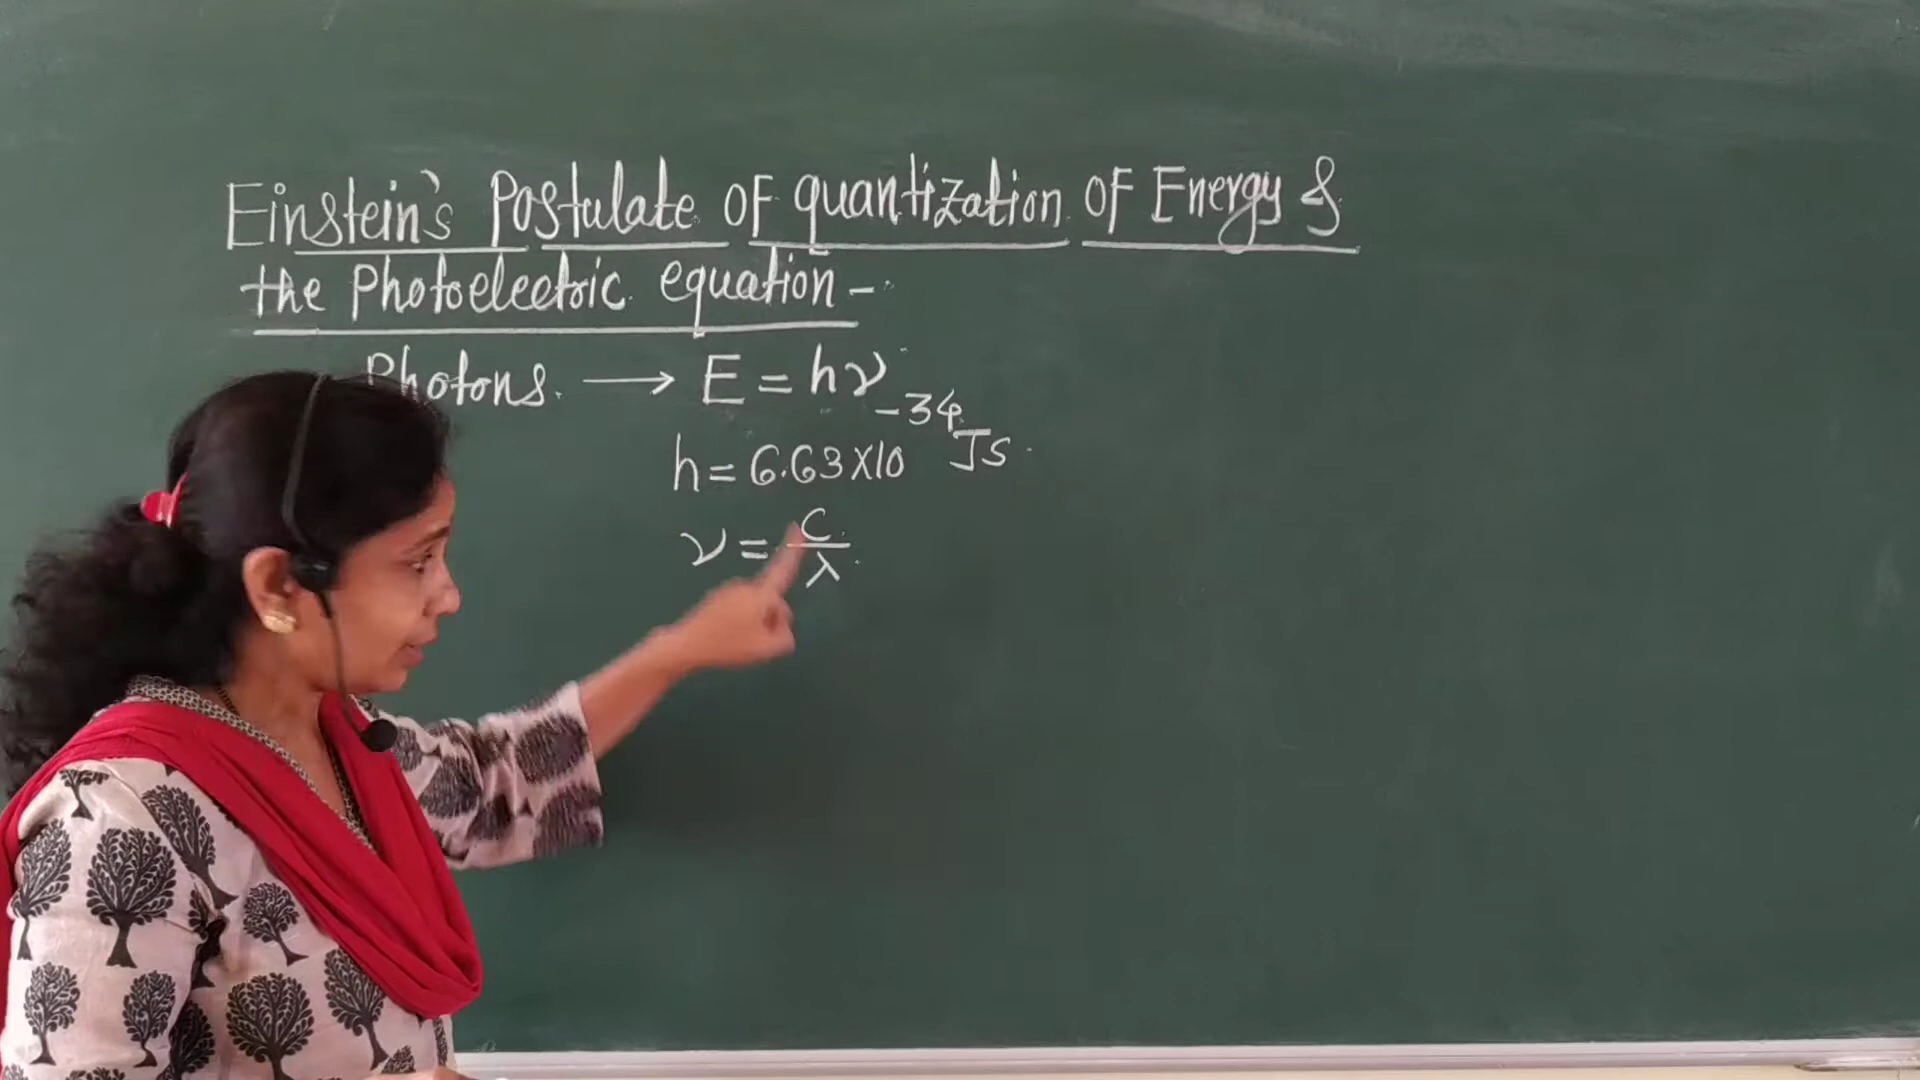 Einstein's Postulate of quantization of Energy &
the Photoelectric equation -
Photons. → E = hν
h = 6.63×10⁻³⁴ JS.
ν = C/λ